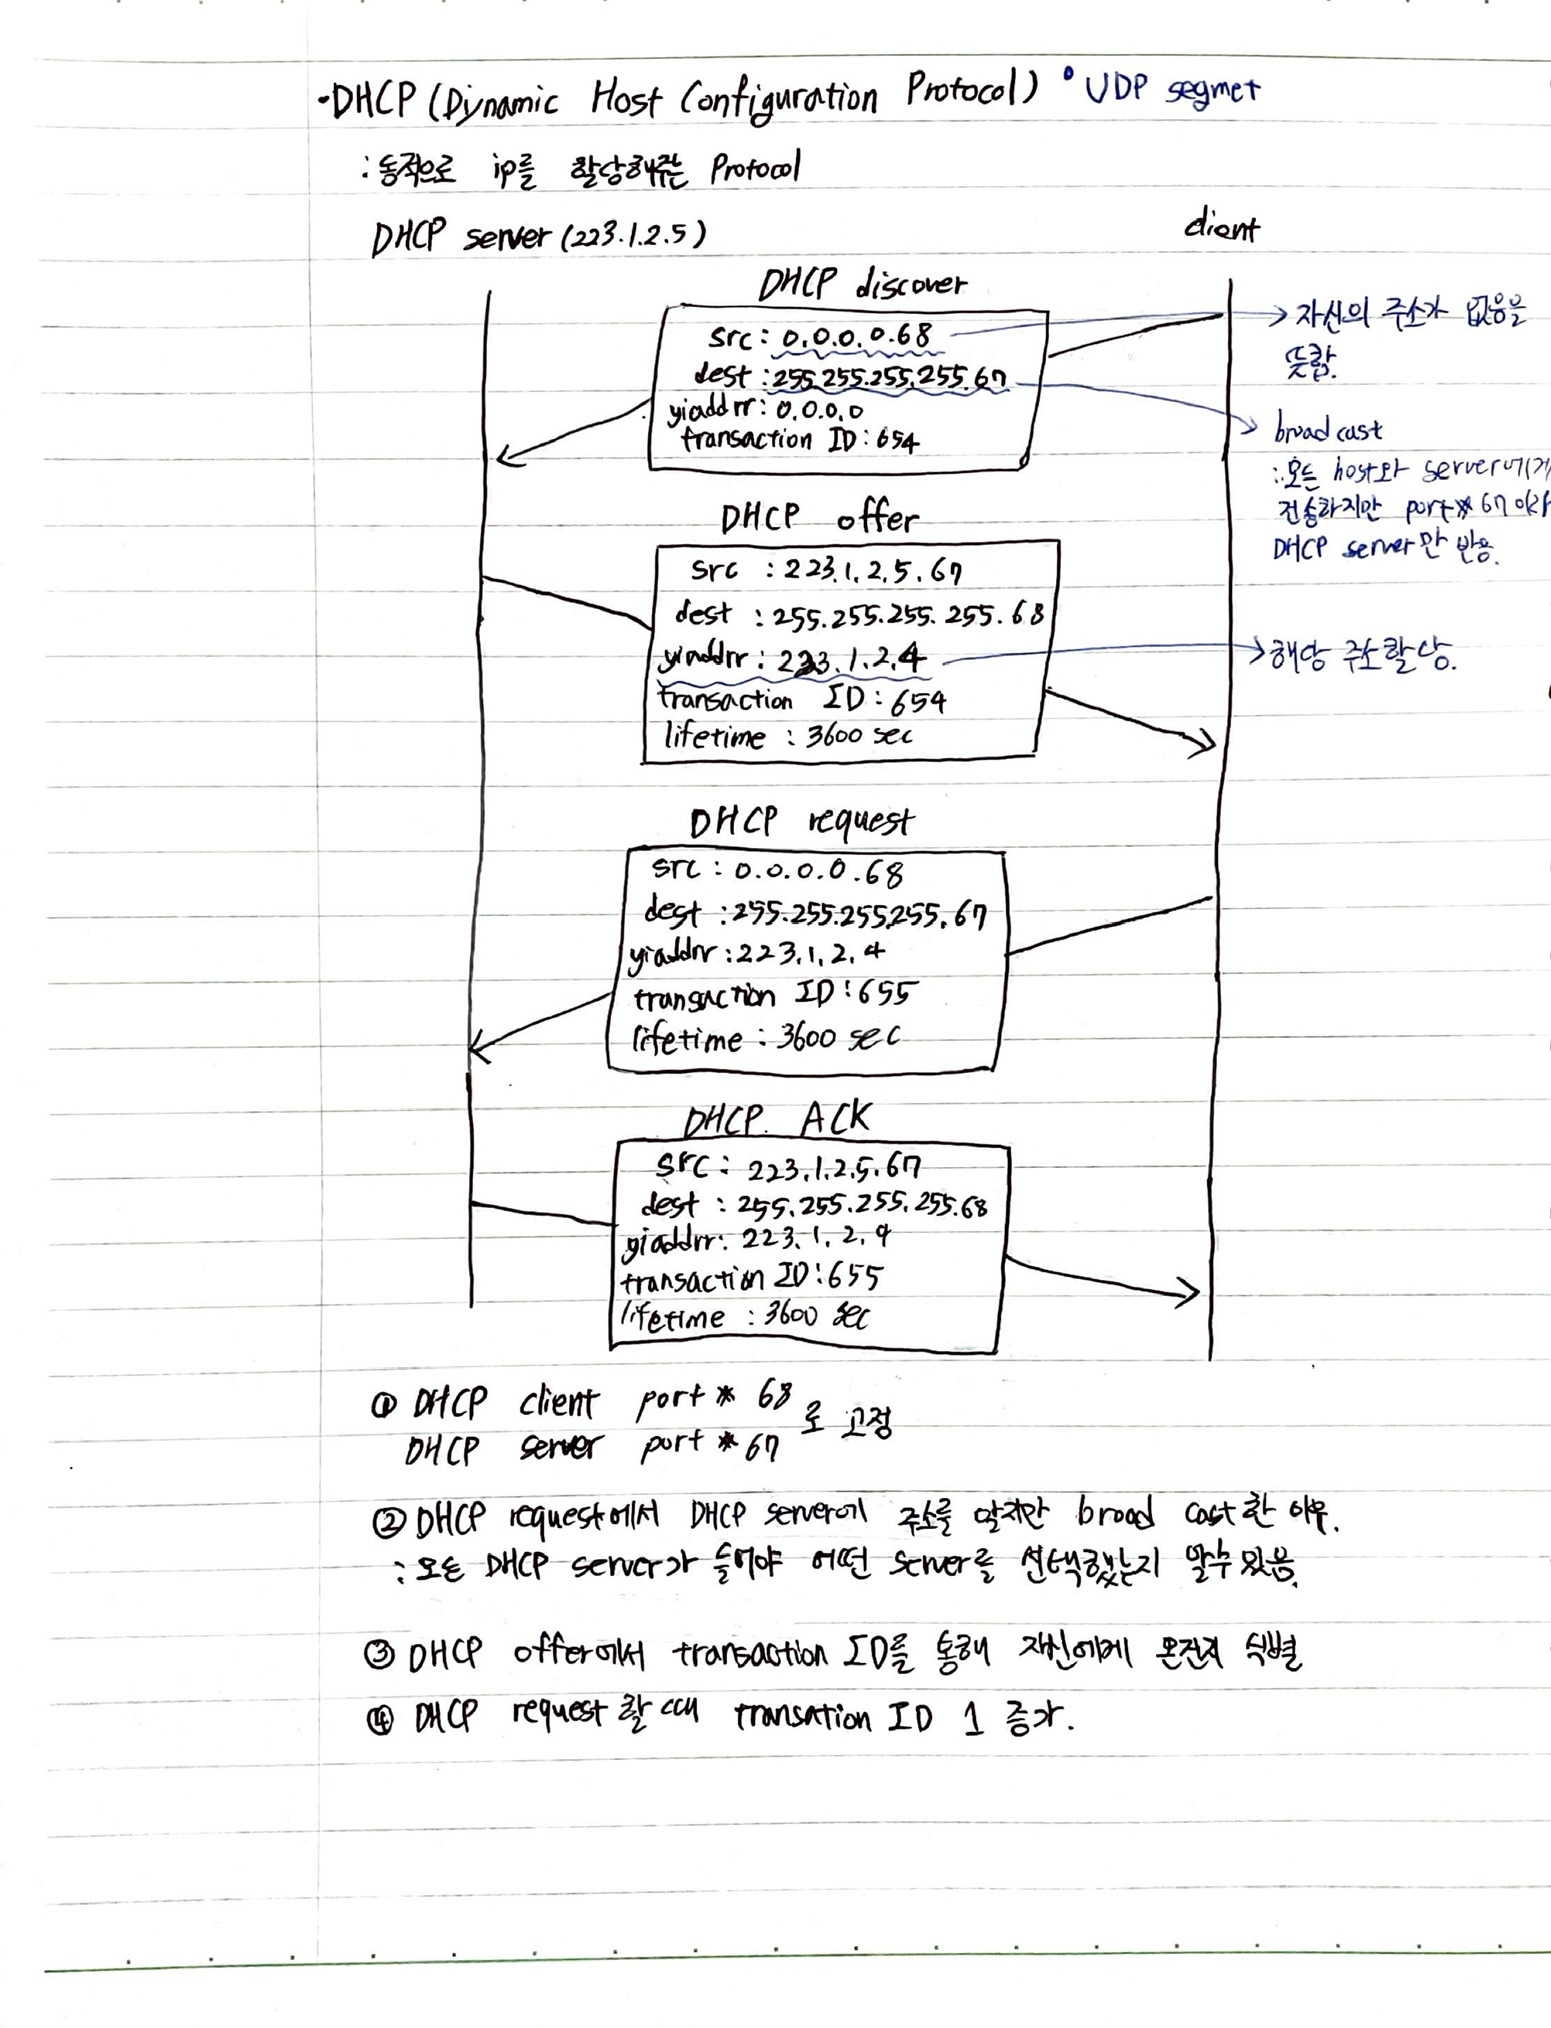 •DHCP (Dynamic Host Configuration Protocol) • UDP segmet
: 동적으로 ip를 할당해주는 Protocol
DHCP server (223.1.2.5)
client
DHCP discover
src : 0.0.0.0.68
→ 자신의 주소가 없음을
뜻함.
dest : 255.255.255.255.67
yiaddrr : 0.0.0.0
transaction ID : 654
broad cast
: 모든 host와 server에게
전송하지만 port* 67
DHCP server만 반응.
DHCP offer
src : 223.1.2.5.67
dest : 255.255.255.255.68
yiaddrr : 223.1.2.4
→ 해당 주소할당.
transaction ID : 654
lifetime : 3600 sec
DHCP request
src : 0.0.0.0.68
dest : 255.255.255.255.67
yiaddrr : 223.1.2.4
transaction ID : 655
lifetime : 3600 sec
DHCP. ACK
src : 223.1.2.5.67
dest : 255.255.255.255.68
yiaddrr : 223.1.2.4
transaction ID : 655
lifetime : 3600 sec
① DHCP client port * 68
DHCP server port * 67
로 고정
② DHCP request에서 DHCP server에 주소를 알지만 broad cast한 이유.
: 모든 DHCP server가 들어야 어떤 server를 선택했는지 알수 있음.
③ DHCP offer에서 transaction ID를 통해 자신에게 온건지 식별
④ DHCP request 할 때 transation ID 1 증가.